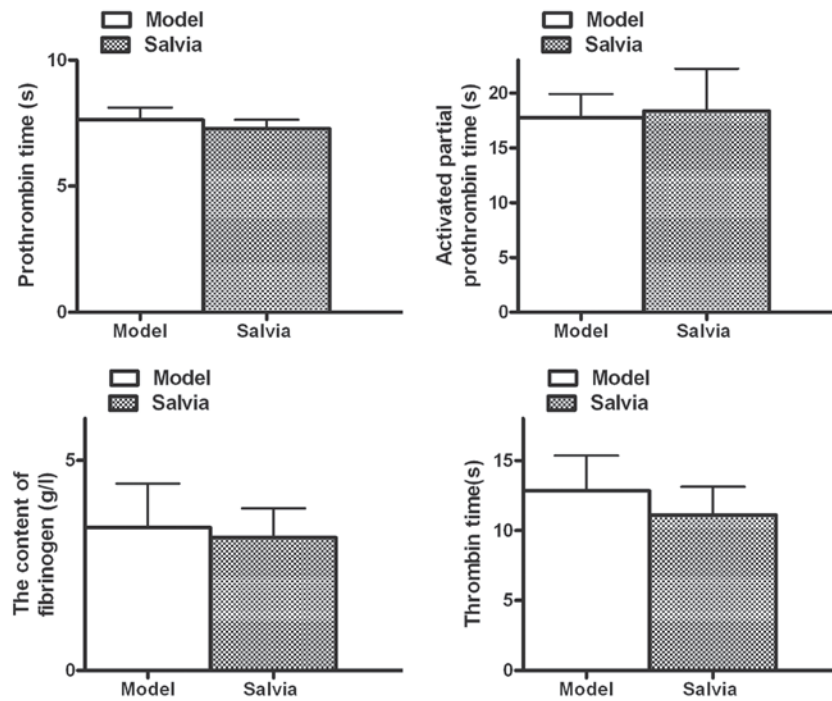 Model
Salvia
Prothrombin time (s)
10
5
0
Model Salvia
Model
Salvia
Activated partial
prothrombin time (s)
20
15
10
5
0
Model Salvia
Model
Salvia
The content of
fibrinogen (g/l)
5
0
Model Salvia
Model
Salvia
Thrombin time(s)
15
10
5
0
Model Salvia